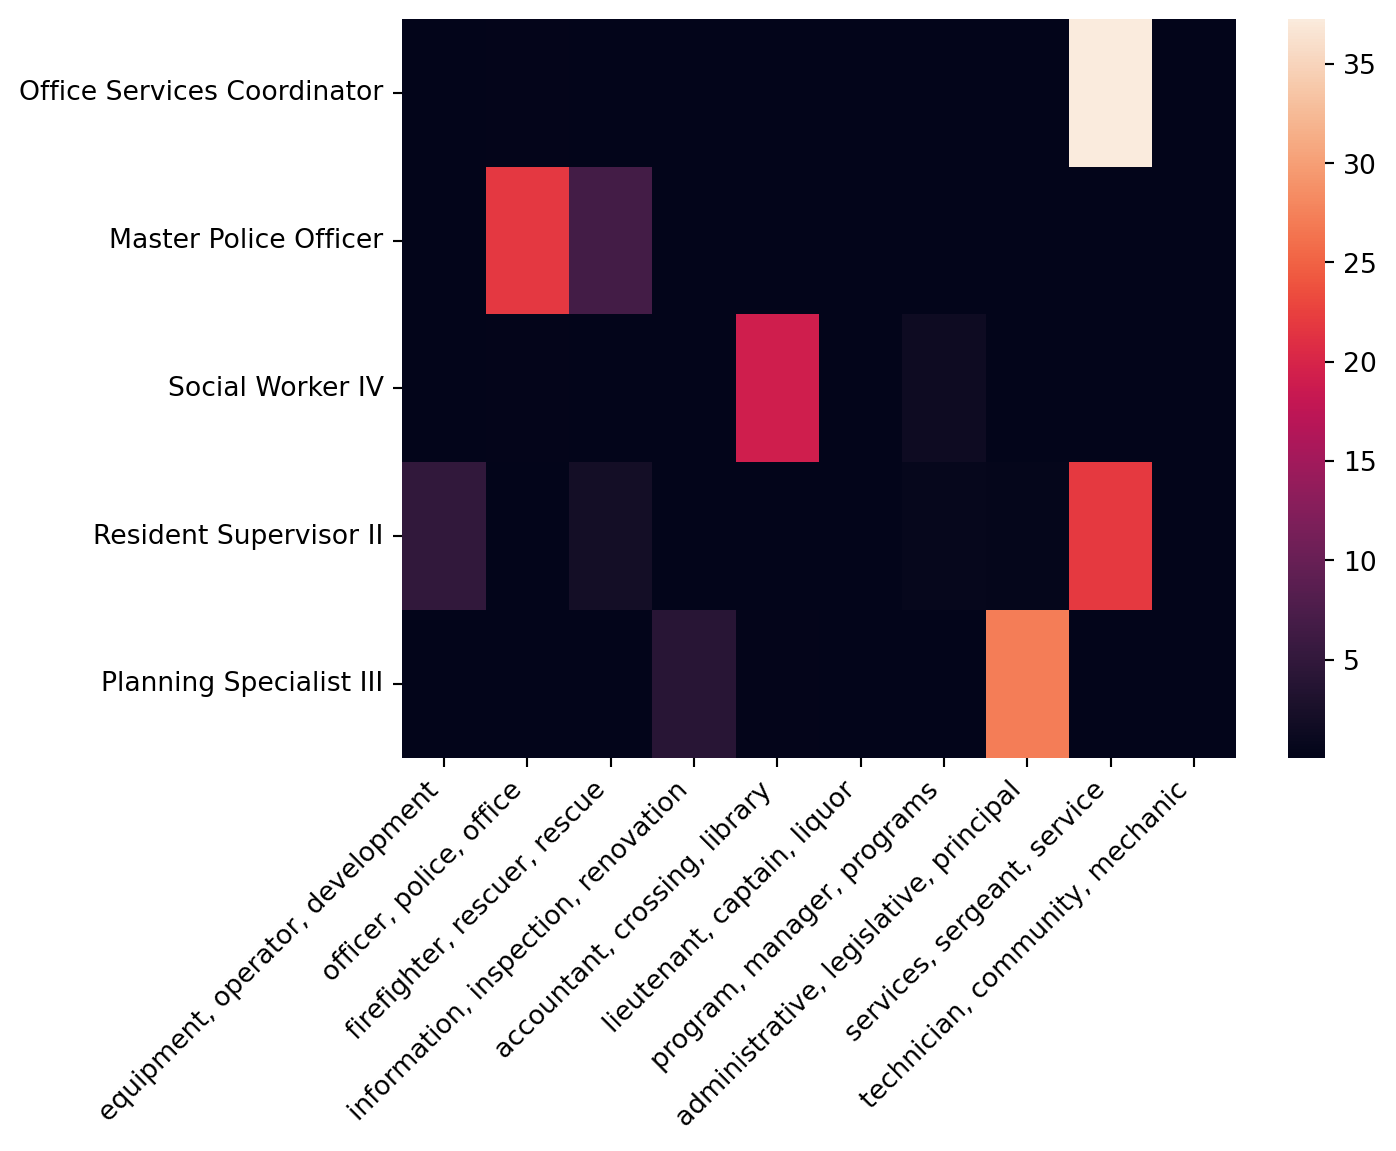 Office Services Coordinator
Master Police Officer
Social Worker IV
Resident Supervisor II
Planning Specialist III
equipment, operator, development
officer, police, office
firefighter, rescuer, rescue
information, inspection, renovation
accountant, crossing, library
lieutenant, captain, liquor
program, manager, programs
administrative, legislative, principal
services, sergeant, service
technician, community, mechanic
35
30
25
20
15
10
5